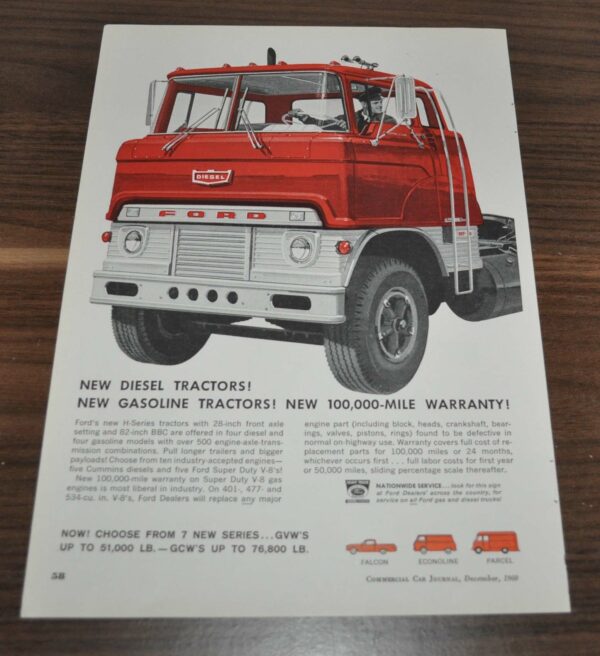 DIESEL
FORD
NEW DIESEL TRACTORS!
NEW GASOLINE TRACTORS! NEW 100,000-MILE WARRANTY!
Ford's new H-Series tractors with 28-inch front axle
setting and 82-inch BBC are offered in four diesel and
four gasoline models with over 500 engine-axle-trans-
mission combinations. Pull longer trailers and bigger
payloads! Choose from ten industry-accepted engines—
five Cummins diesels and five Ford Super Duty V-8's!
New 100,000-mile warranty on Super Duty V-8 gas
engines is most liberal in industry. On 401-, 477- and
534-cu. in. V-8's, Ford Dealers will replace any major
engine part (including block, heads, crankshaft, bear-
ings, valves, pistons, rings) found to be defective in
normal on-highway use. Warranty covers full cost of re-
placement parts for 100,000 miles or 24 months,
whichever occurs first . . . full labor costs for first year
or 50,000 miles, sliding percentage scale thereafter.
NATIONWIDE SERVICE . . . look for this sign
at Ford Dealers' across the country, for
service on all Ford gas and diesel trucks!
NOW! CHOOSE FROM 7 NEW SERIES...GVW'S
UP TO 51,000 LB.—GCW'S UP TO 76,800 LB.
FALCON ECONOLINE PARCEL
58
COMMERCIAL CAR JOURNAL, December, 1960